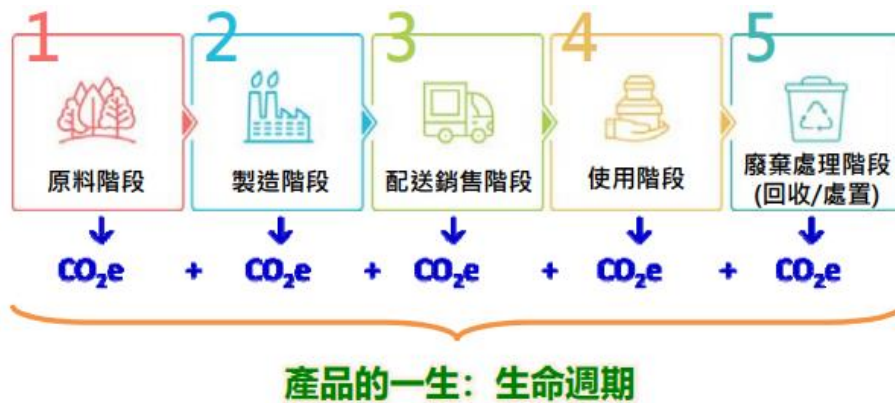 1 2 3 4 5
原料階段 製造階段 配送銷售階段 使用階段 廢棄處理階段
(回收/處置)
CO₂e + CO₂e + CO₂e + CO₂e + CO₂e
產品的一生：生命週期